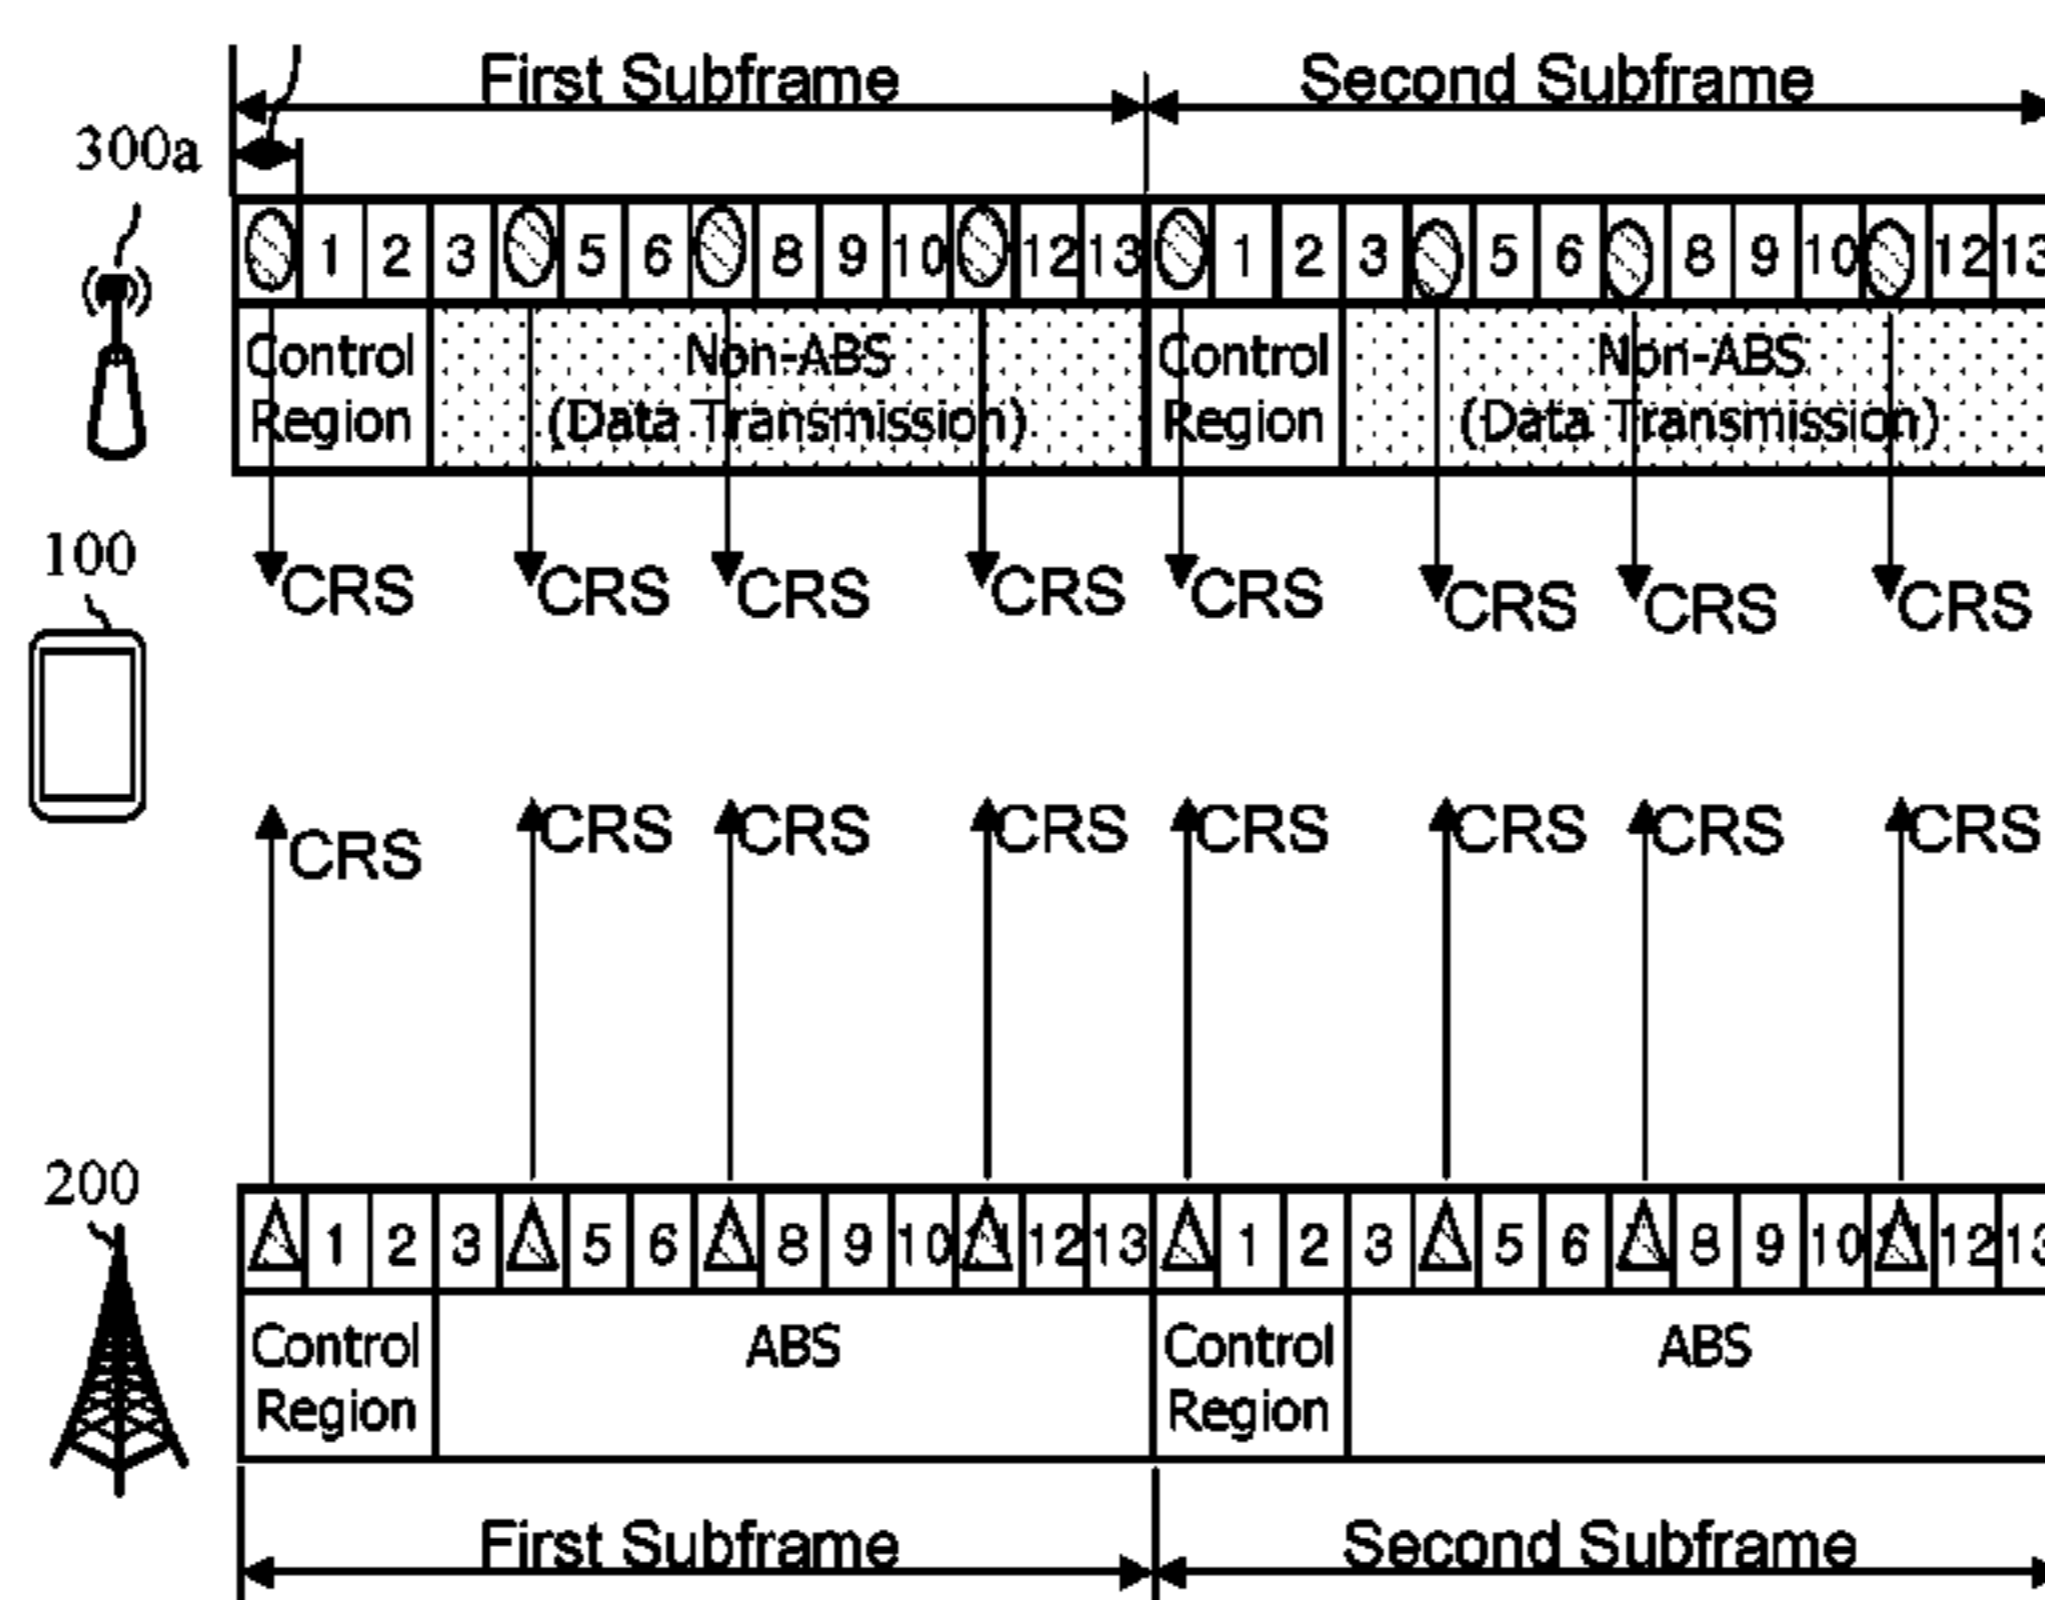 First Subframe Second Subframe
300a
1 2 3 5 6 8 9 10 12 13 1 2 3 5 6 8 9 10 12 13
Control Non-ABS Control Non-ABS
Region (Data Transmission) Region (Data Transmission)
100
CRS CRS CRS CRS CRS CRS CRS CRS
CRS CRS CRS CRS CRS CRS CRS CRS
200
1 2 3 5 6 8 9 10 12 13 1 2 3 5 6 8 9 10 12 13
Control ABS Control ABS
Region Region
First Subframe Second Subframe